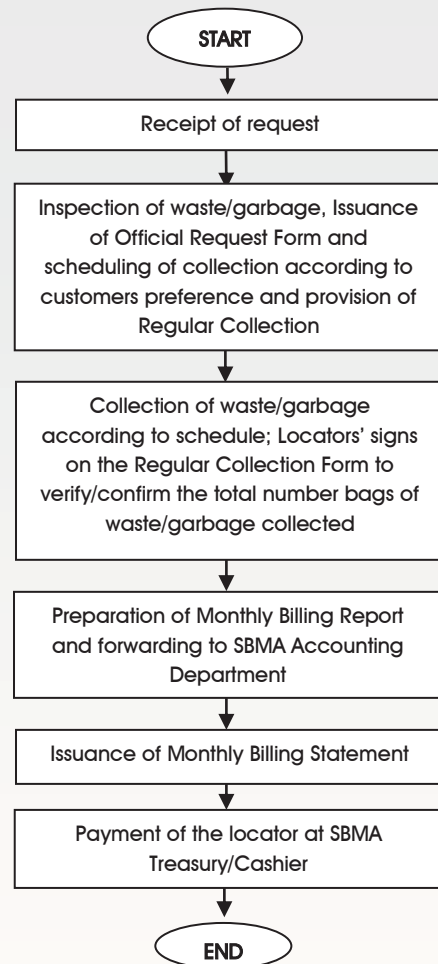 START
Receipt of request
Inspection of waste/garbage, Issuance
of Official Request Form and
scheduling of collection according to
customers preference and provision of
Regular Collection
Collection of waste/garbage
according to schedule; Locators’ signs
on the Regular Collection Form to
verify/confirm the total number bags of
waste/garbage collected
Preparation of Monthly Billing Report
and forwarding to SBMA Accounting
Department
Issuance of Monthly Billing Statement
Payment of the locator at SBMA
Treasury/Cashier
END